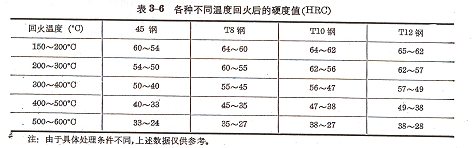 表 3-6 各种不同温度回火后的硬度值(HRC)
回火温度 (°C) 45 钢 T8 钢 T10 钢 T12 钢
150~200°C 60~54 64~60 64~62 65~62
200~300°C 54~50 60~55 62~56 62~57
300~400°C 50~40 55~45 56~47 57~49
400~500°C 40~33 45~35 47~38 49~38
500~600°C 33~24 35~27 38~27 38~28
注: 由于具体处理条件不同,上述数据仅供参考。